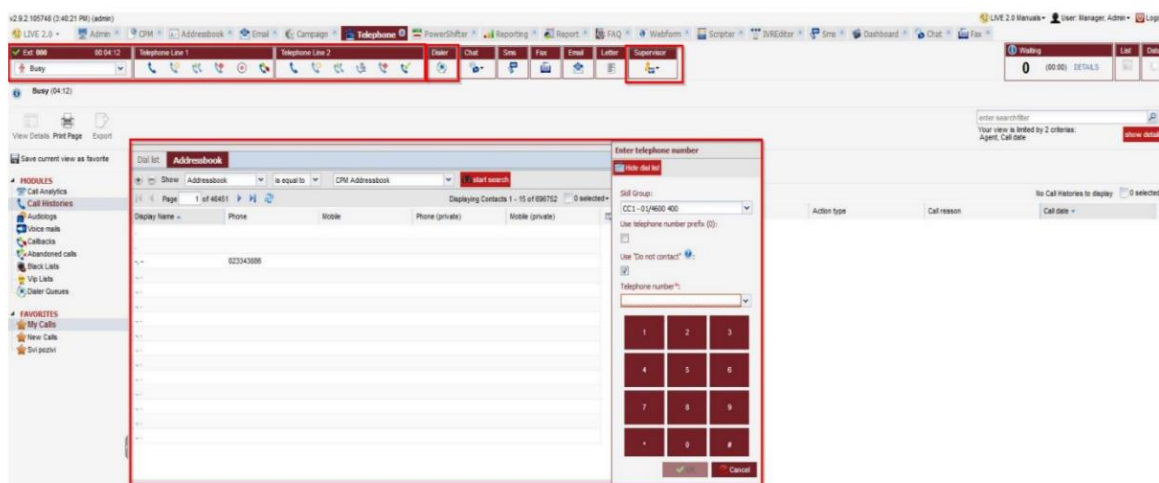 v2.9.2.105748 (3:40:21 PM) (admin)
LIVE 2.0 Manuals User: Manager, Admin
LIVE 2.0 Admin CPM Addressbook Email Campaign Telephone PowerShifter Reporting Report FAQ Webform Scripter IVREditor Sms Dashboard Chat Fax
Ext: 000 00:04:12 Telephone Line 1 Telephone Line 2 Dialer Chat Sms Fax Email Letter Supervisor Waiting List
Busy
0 (00:00) DETAILS
Busy (04:12)
View Details Print Page Export
enter searchfilter
Your view is limited by 2 criterias:
Agent, Call date
show detail
Save current view as favorite
MODULES
Call Analytics
Call Histories
Audiologs
Voice mails
Callbacks
Abandoned calls
Black Lists
Vip Lists
Dialer Queues
FAVORITES
My Calls
New Calls
Svi pozivi
Dial list Addressbook
Show Addressbook is equal to CPM Addressbook start search
Page 1 of 46451 Displaying Contacts 1 - 15 of 696752 0 selected
Display Name Phone Mobile Phone (private) Mobile (private)
023343686
Enter telephone number
Hide dial list
Skill Group:
CC1 - 01/4600 400
Use telephone number prefix (0):
Use "Do not contact" :
Telephone number*:
1 2 3
4 5 6
7 8 9
* 0 #
OK Cancel
No Call Histories to display 0 selected
Action type Call reason Call date